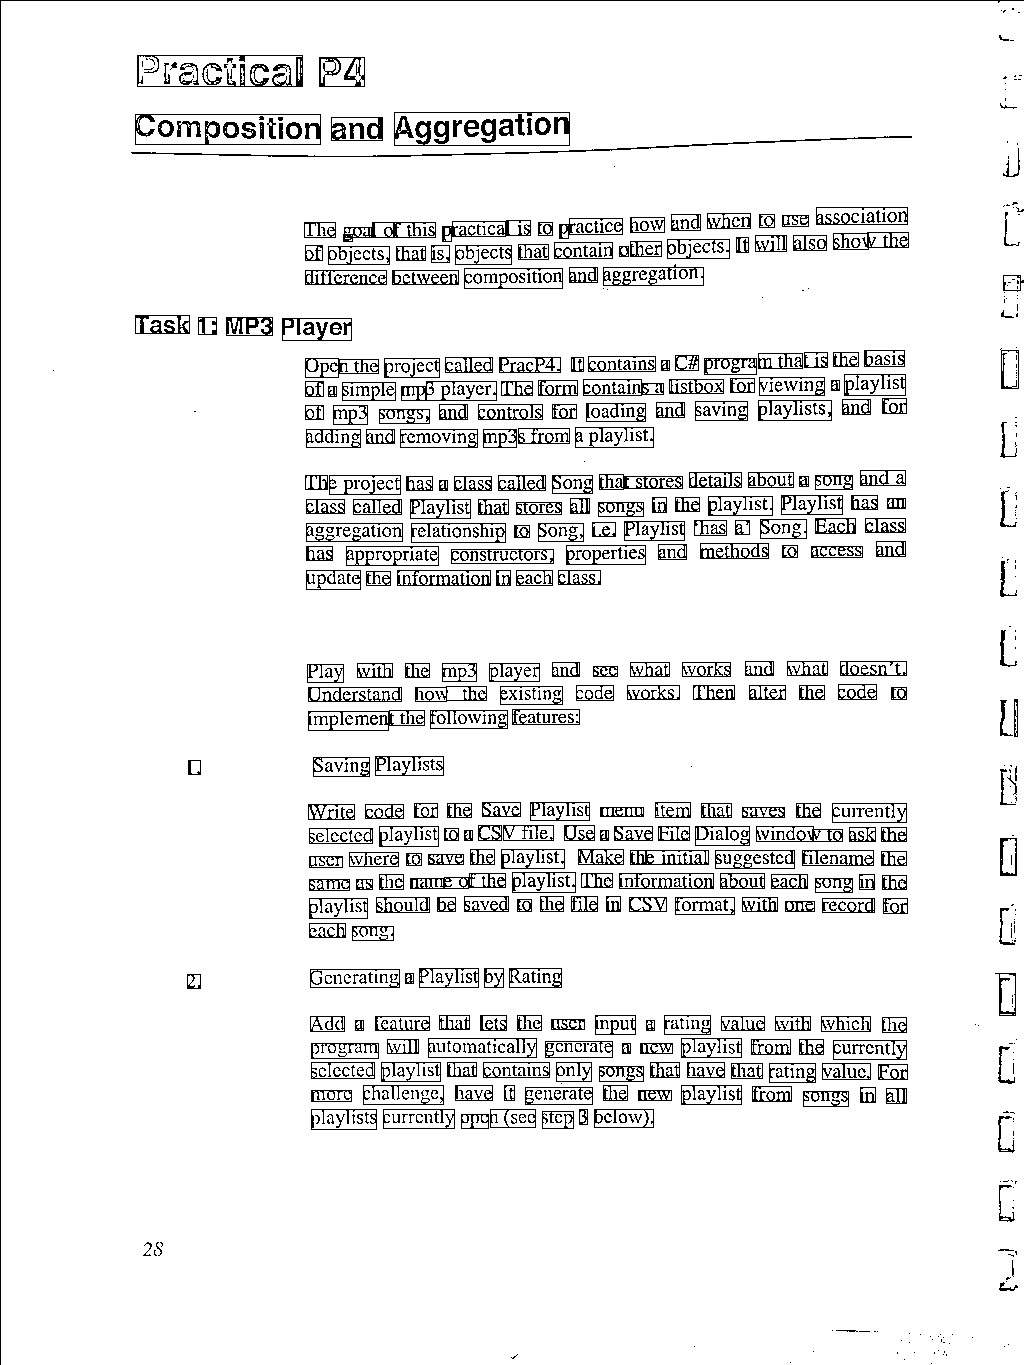 Practical P4
Composition and Aggregation
The goal of this practical is to practice how and when to use association
of objects, that is, objects that contain other objects. It will also show the
difference between composition and aggregation.
Task 1: MP3 Player
Open the project called PracP4. It contains a C# program that is the basis
of a simple mp3 player. The form contains a listbox for viewing a playlist
of mp3 songs, and controls for loading and saving playlists, and for
adding and removing mp3s from a playlist.
The project has a class called Song that stores details about a song and a
class called Playlist that stores all songs in the playlist. Playlist has an
aggregation relationship to Song, i.e. Playlist 'has a' Song. Each class
has appropriate constructors, properties and methods to access and
update the information in each class.
Play with the mp3 player and see what works and what doesn't.
Understand how the existing code works. Then alter the code to
implement the following features:
Saving Playlists
Write code for the Save Playlist menu item that saves the currently
selected playlist to a CSV file. Use a Save File Dialog window to ask the
user where to save the playlist. Make the initial suggested filename the
same as the name of the playlist. The information about each song in the
playlist should be saved to the file in CSV format, with one record for
each song.
2. Generating a Playlist by Rating
Add a feature that lets the user input a rating value with which the
program will automatically generate a new playlist from the currently
selected playlist that contains only songs that have that rating value. For
more challenge, have it generate the new playlist from songs in all
playlists currently open (see step 3 below).
28